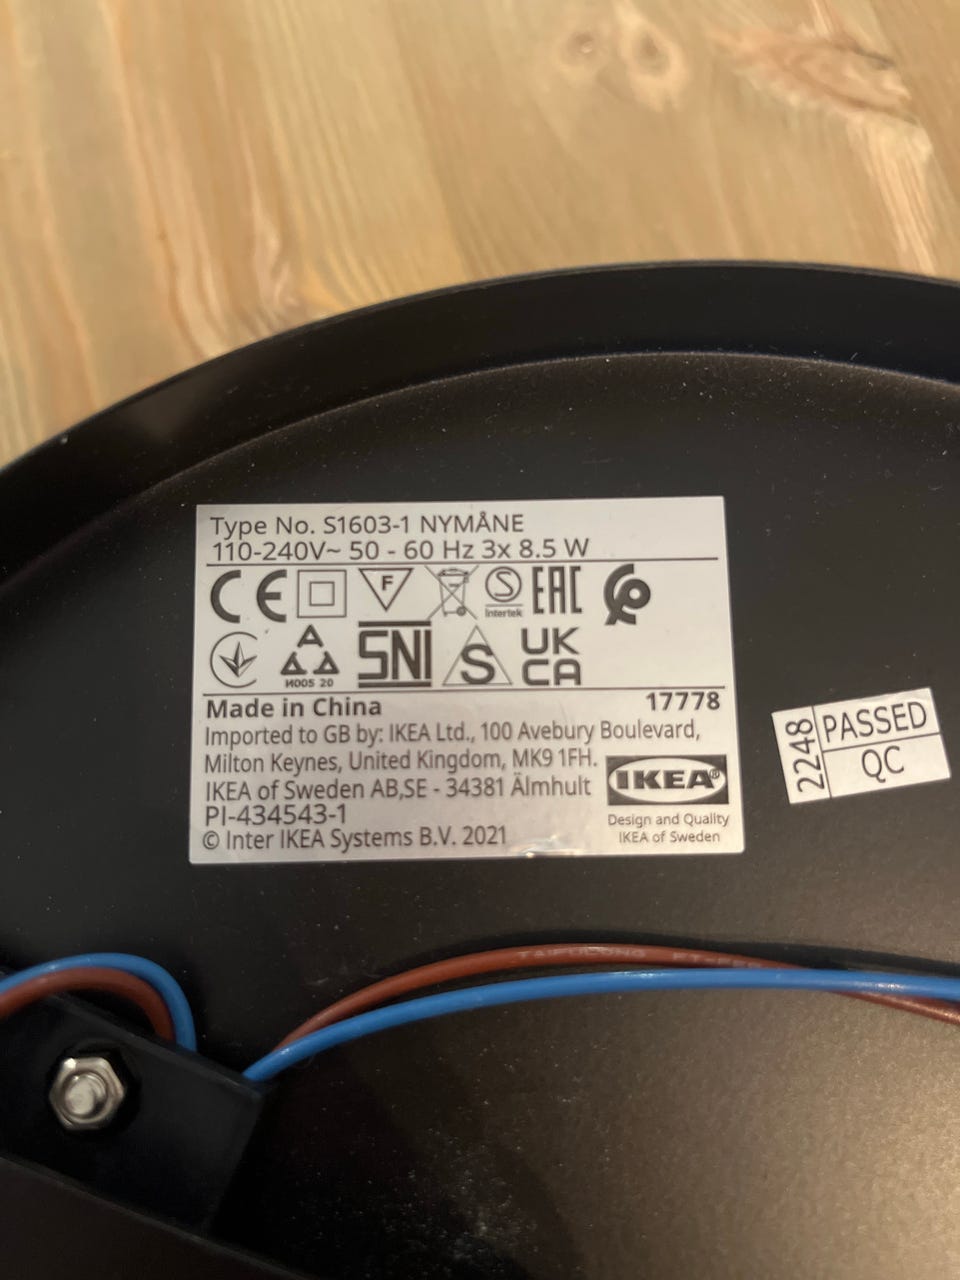 Type No. S1603-1 NYMÅNE
110-240V~ 50 - 60 Hz 3x 8.5 W
CE F Intertek EAC
И005 20 SNI S UK CA
Made in China 17778
Imported to GB by: IKEA Ltd., 100 Avebury Boulevard,
Milton Keynes, United Kingdom, MK9 1FH.
IKEA of Sweden AB,SE - 34381 Älmhult
PI-434543-1
© Inter IKEA Systems B.V. 2021
IKEA®
Design and Quality
IKEA of Sweden
2248
PASSED
QC
TAIFULONG